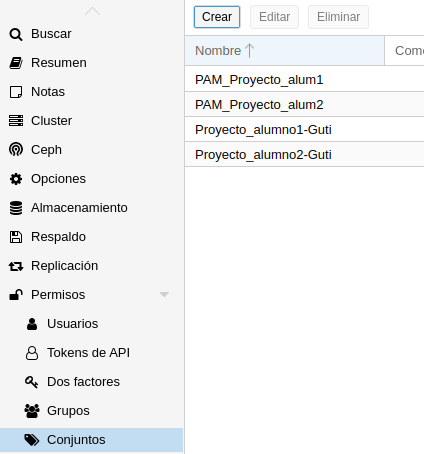 Crear Editar Eliminar
Nombre Come
PAM_Proyecto_alum1
PAM_Proyecto_alum2
Proyecto_alumno1-Guti
Proyecto_alumno2-Guti
Buscar
Resumen
Notas
Cluster
Ceph
Opciones
Almacenamiento
Respaldo
Replicación
Permisos
Usuarios
Tokens de API
Dos factores
Grupos
Conjuntos